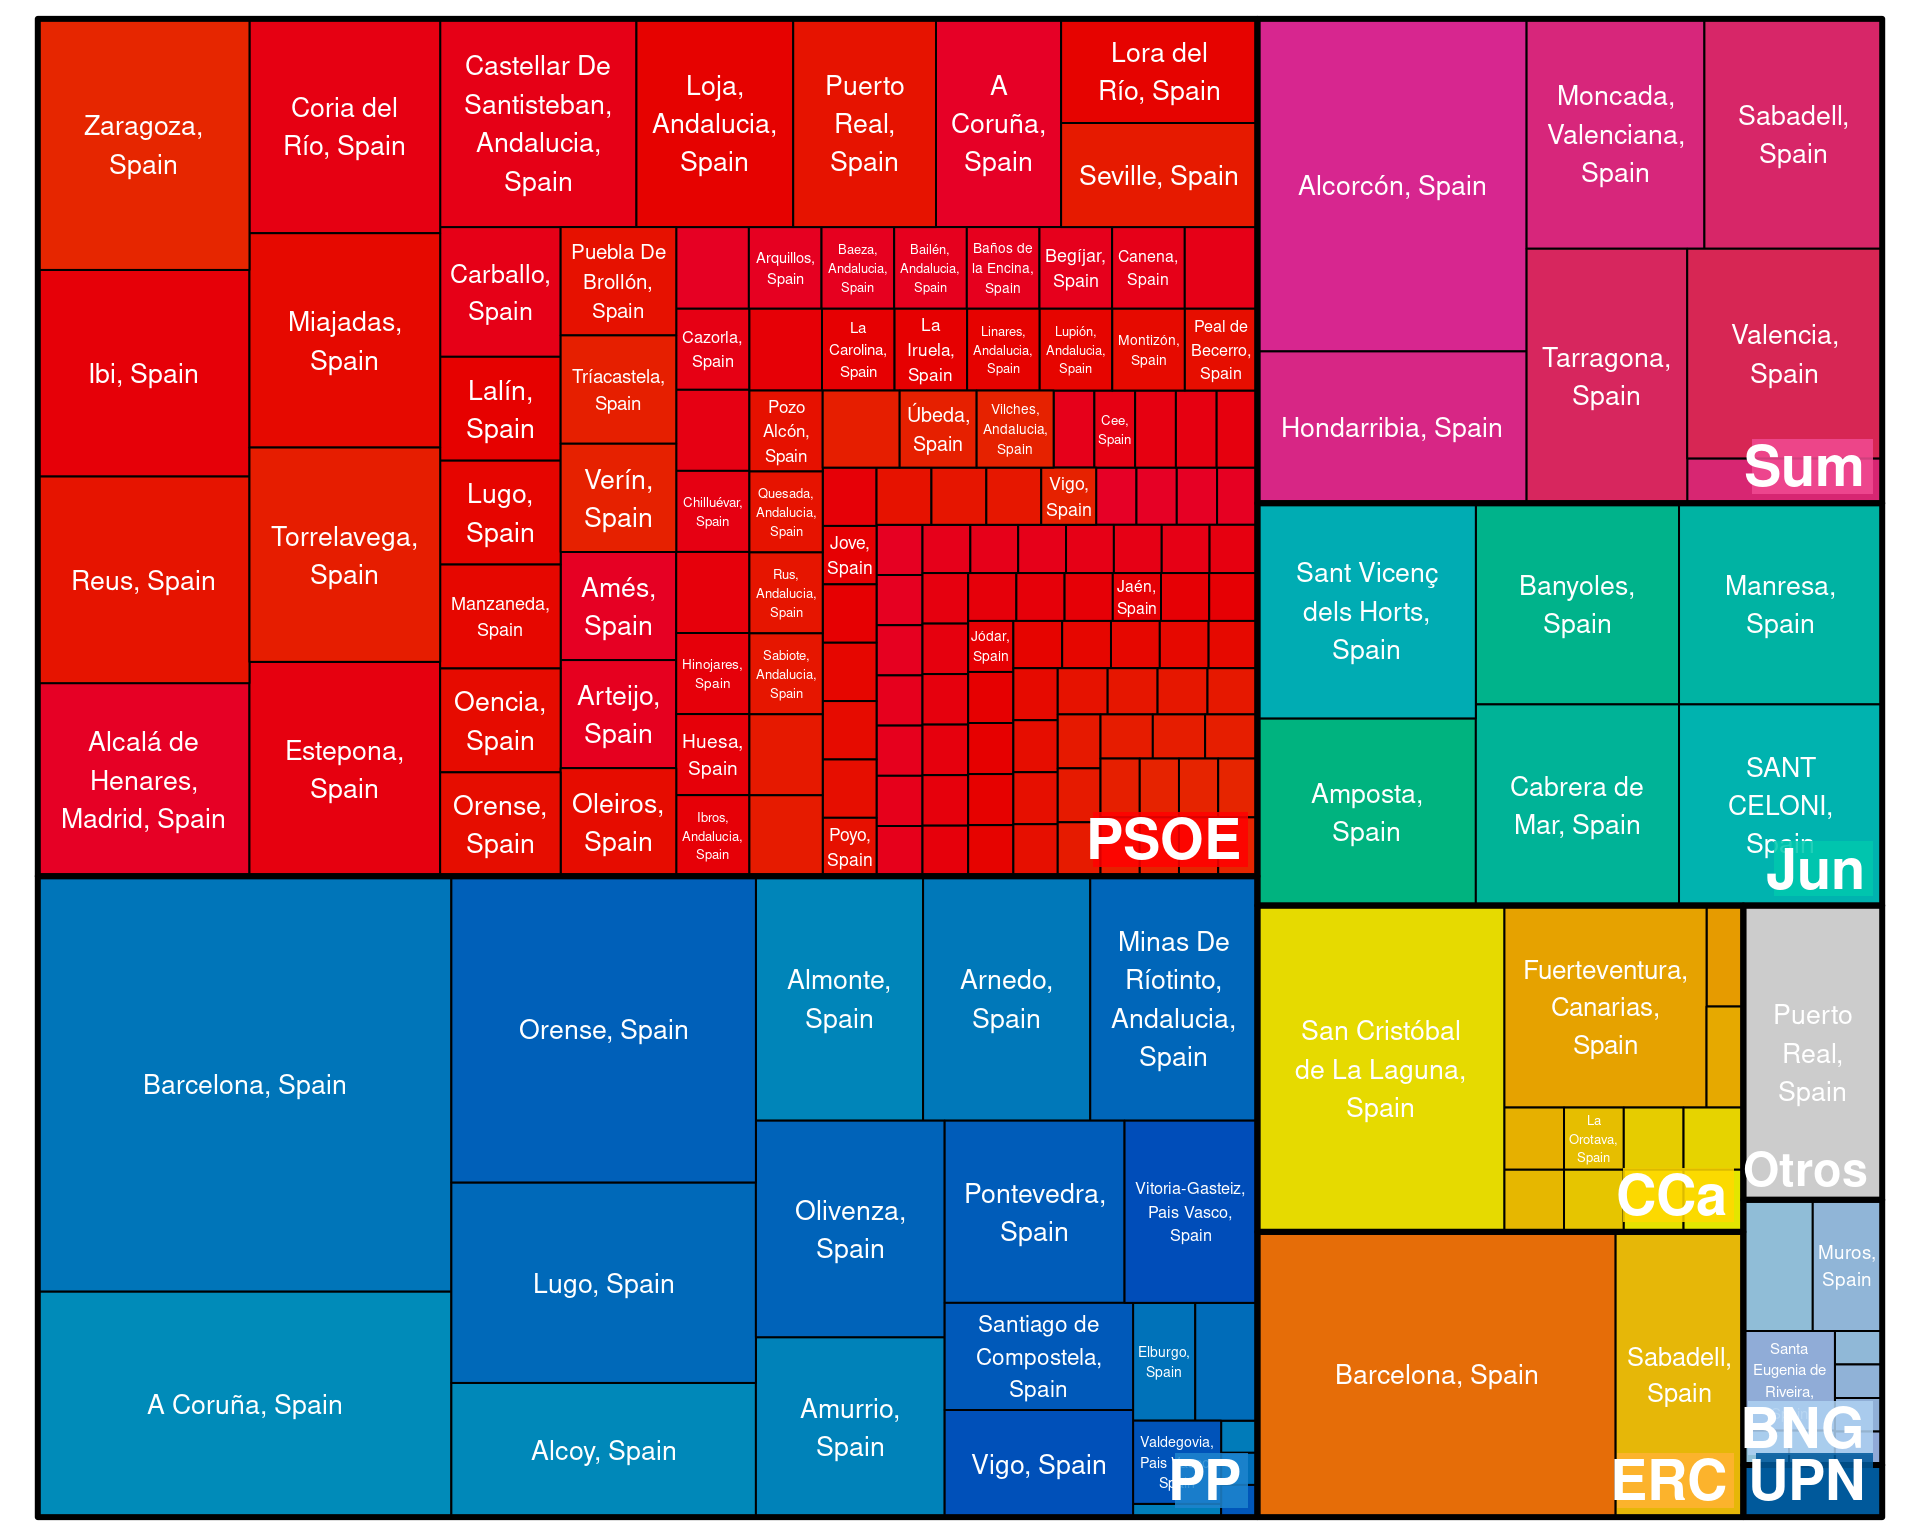 Zaragoza,
Spain
Ibi, Spain
Reus, Spain
Alcalá de
Henares,
Madrid, Spain
Coria del
Río, Spain
Miajadas,
Spain
Torrelavega,
Spain
Estepona,
Spain
Castellar De
Santisteban,
Andalucia,
Spain
Loja,
Andalucia,
Spain
Puerto
Real,
Spain
A
Coruña,
Spain
Lora del
Río, Spain
Seville, Spain
Carballo,
Spain
Lalín,
Spain
Lugo,
Spain
Manzaneda,
Spain
Oencia,
Spain
Orense,
Spain
Puebla De
Brollón,
Spain
Tríacastela,
Spain
Verín,
Spain
Amés,
Spain
Arteijo,
Spain
Oleiros,
Spain
Arquillos,
Spain
Baeza,
Andalucia,
Spain
Bailén,
Andalucia,
Spain
Baños de
la Encina,
Spain
Begíjar,
Spain
Canena,
Spain
Cazorla,
Spain
La
Carolina,
Spain
La
Iruela,
Spain
Linares,
Andalucia,
Spain
Lupión,
Andalucia,
Spain
Montizón,
Spain
Peal de
Becerro,
Spain
Chilluévar,
Spain
Hinojares,
Spain
Huesa,
Spain
Ibros,
Andalucia,
Spain
Pozo
Alcón,
Spain
Quesada,
Andalucia,
Spain
Rus,
Andalucia,
Spain
Sabiote,
Andalucia,
Spain
Úbeda,
Spain
Vilches,
Andalucia,
Spain
Cee,
Spain
Vigo,
Spain
Jove,
Spain
Poyo,
Spain
Jaén,
Spain
Jódar,
Spain
PSOE
Alcorcón, Spain
Hondarribia, Spain
Moncada,
Valenciana,
Spain
Sabadell,
Spain
Tarragona,
Spain
Valencia,
Spain
Sum
Sant Vicenç
dels Horts,
Spain
Amposta,
Spain
Banyoles,
Spain
Manresa,
Spain
Cabrera de
Mar, Spain
SANT
CELONI,
Spain
Jun
Barcelona, Spain
A Coruña, Spain
Orense, Spain
Lugo, Spain
Alcoy, Spain
Almonte,
Spain
Arnedo,
Spain
Minas De
Ríotinto,
Andalucia,
Spain
Olivenza,
Spain
Amurrio,
Spain
Pontevedra,
Spain
Vitoria-Gasteiz,
Pais Vasco,
Spain
Santiago de
Compostela,
Spain
Vigo, Spain
Elburgo,
Spain
Valdegovia,
Pais
PP
San Cristóbal
de La Laguna,
Spain
Fuerteventura,
Canarias,
Spain
La
Orotava,
Spain
CCa
Puerto
Real,
Spain
Otros
Barcelona, Spain
Sabadell,
Spain
ERC
Muros,
Spain
Santa
Eugenia de
Riveira,
BNG
UPN